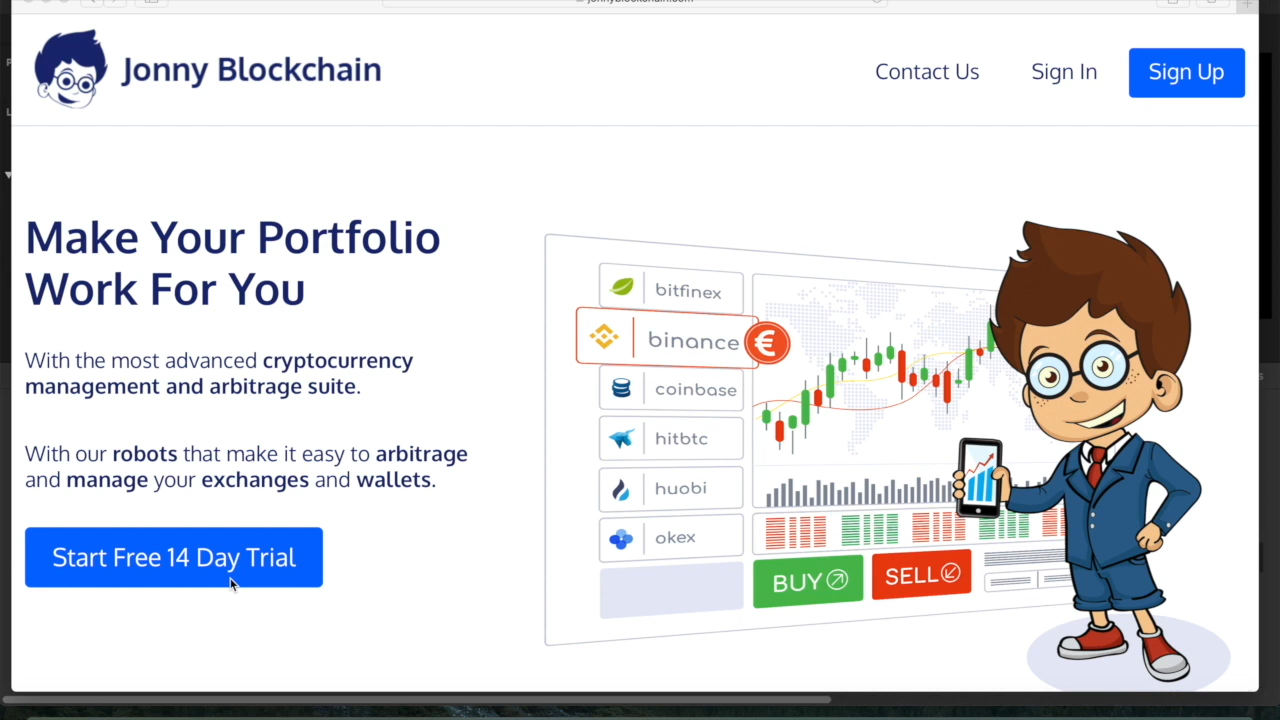 Jonny Blockchain
Contact Us
Sign In
Sign Up
Make Your Portfolio
Work For You
With the most advanced cryptocurrency
management and arbitrage suite.
With our robots that make it easy to arbitrage
and manage your exchanges and wallets.
Start Free 14 Day Trial
bitfinex
binance
€
coinbase
hitbtc
huobi
okex
BUY
SELL